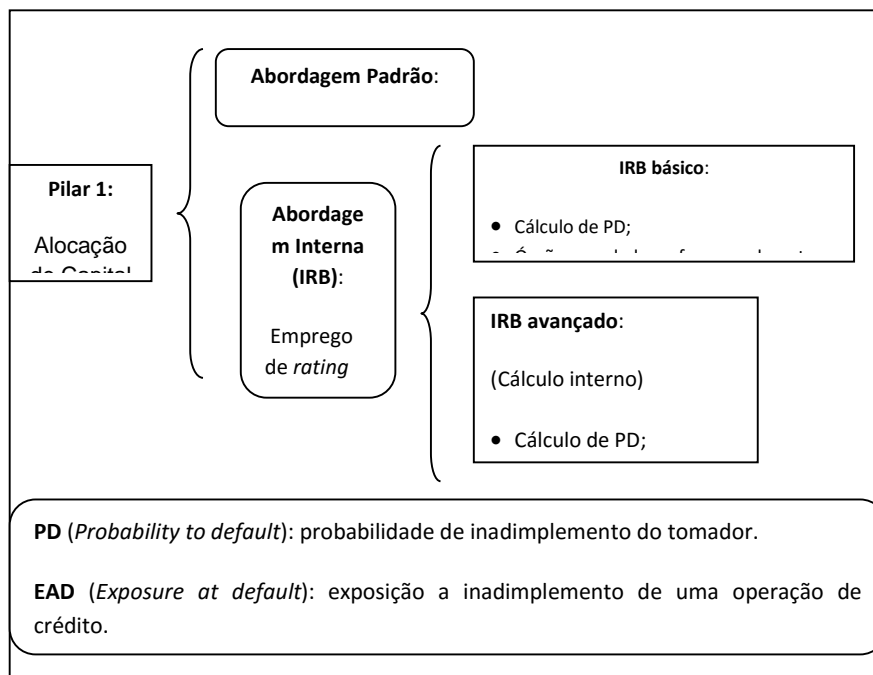 Abordagem Padrão:
Pilar 1:
Alocação
de Capital
Abordage
m Interna
(IRB):
Emprego
de rating
IRB básico:
• Cálculo de PD;
IRB avançado:
(Cálculo interno)
• Cálculo de PD;
PD (Probability to default): probabilidade de inadimplemento do tomador.
EAD (Exposure at default): exposição a inadimplemento de uma operação de
crédito.